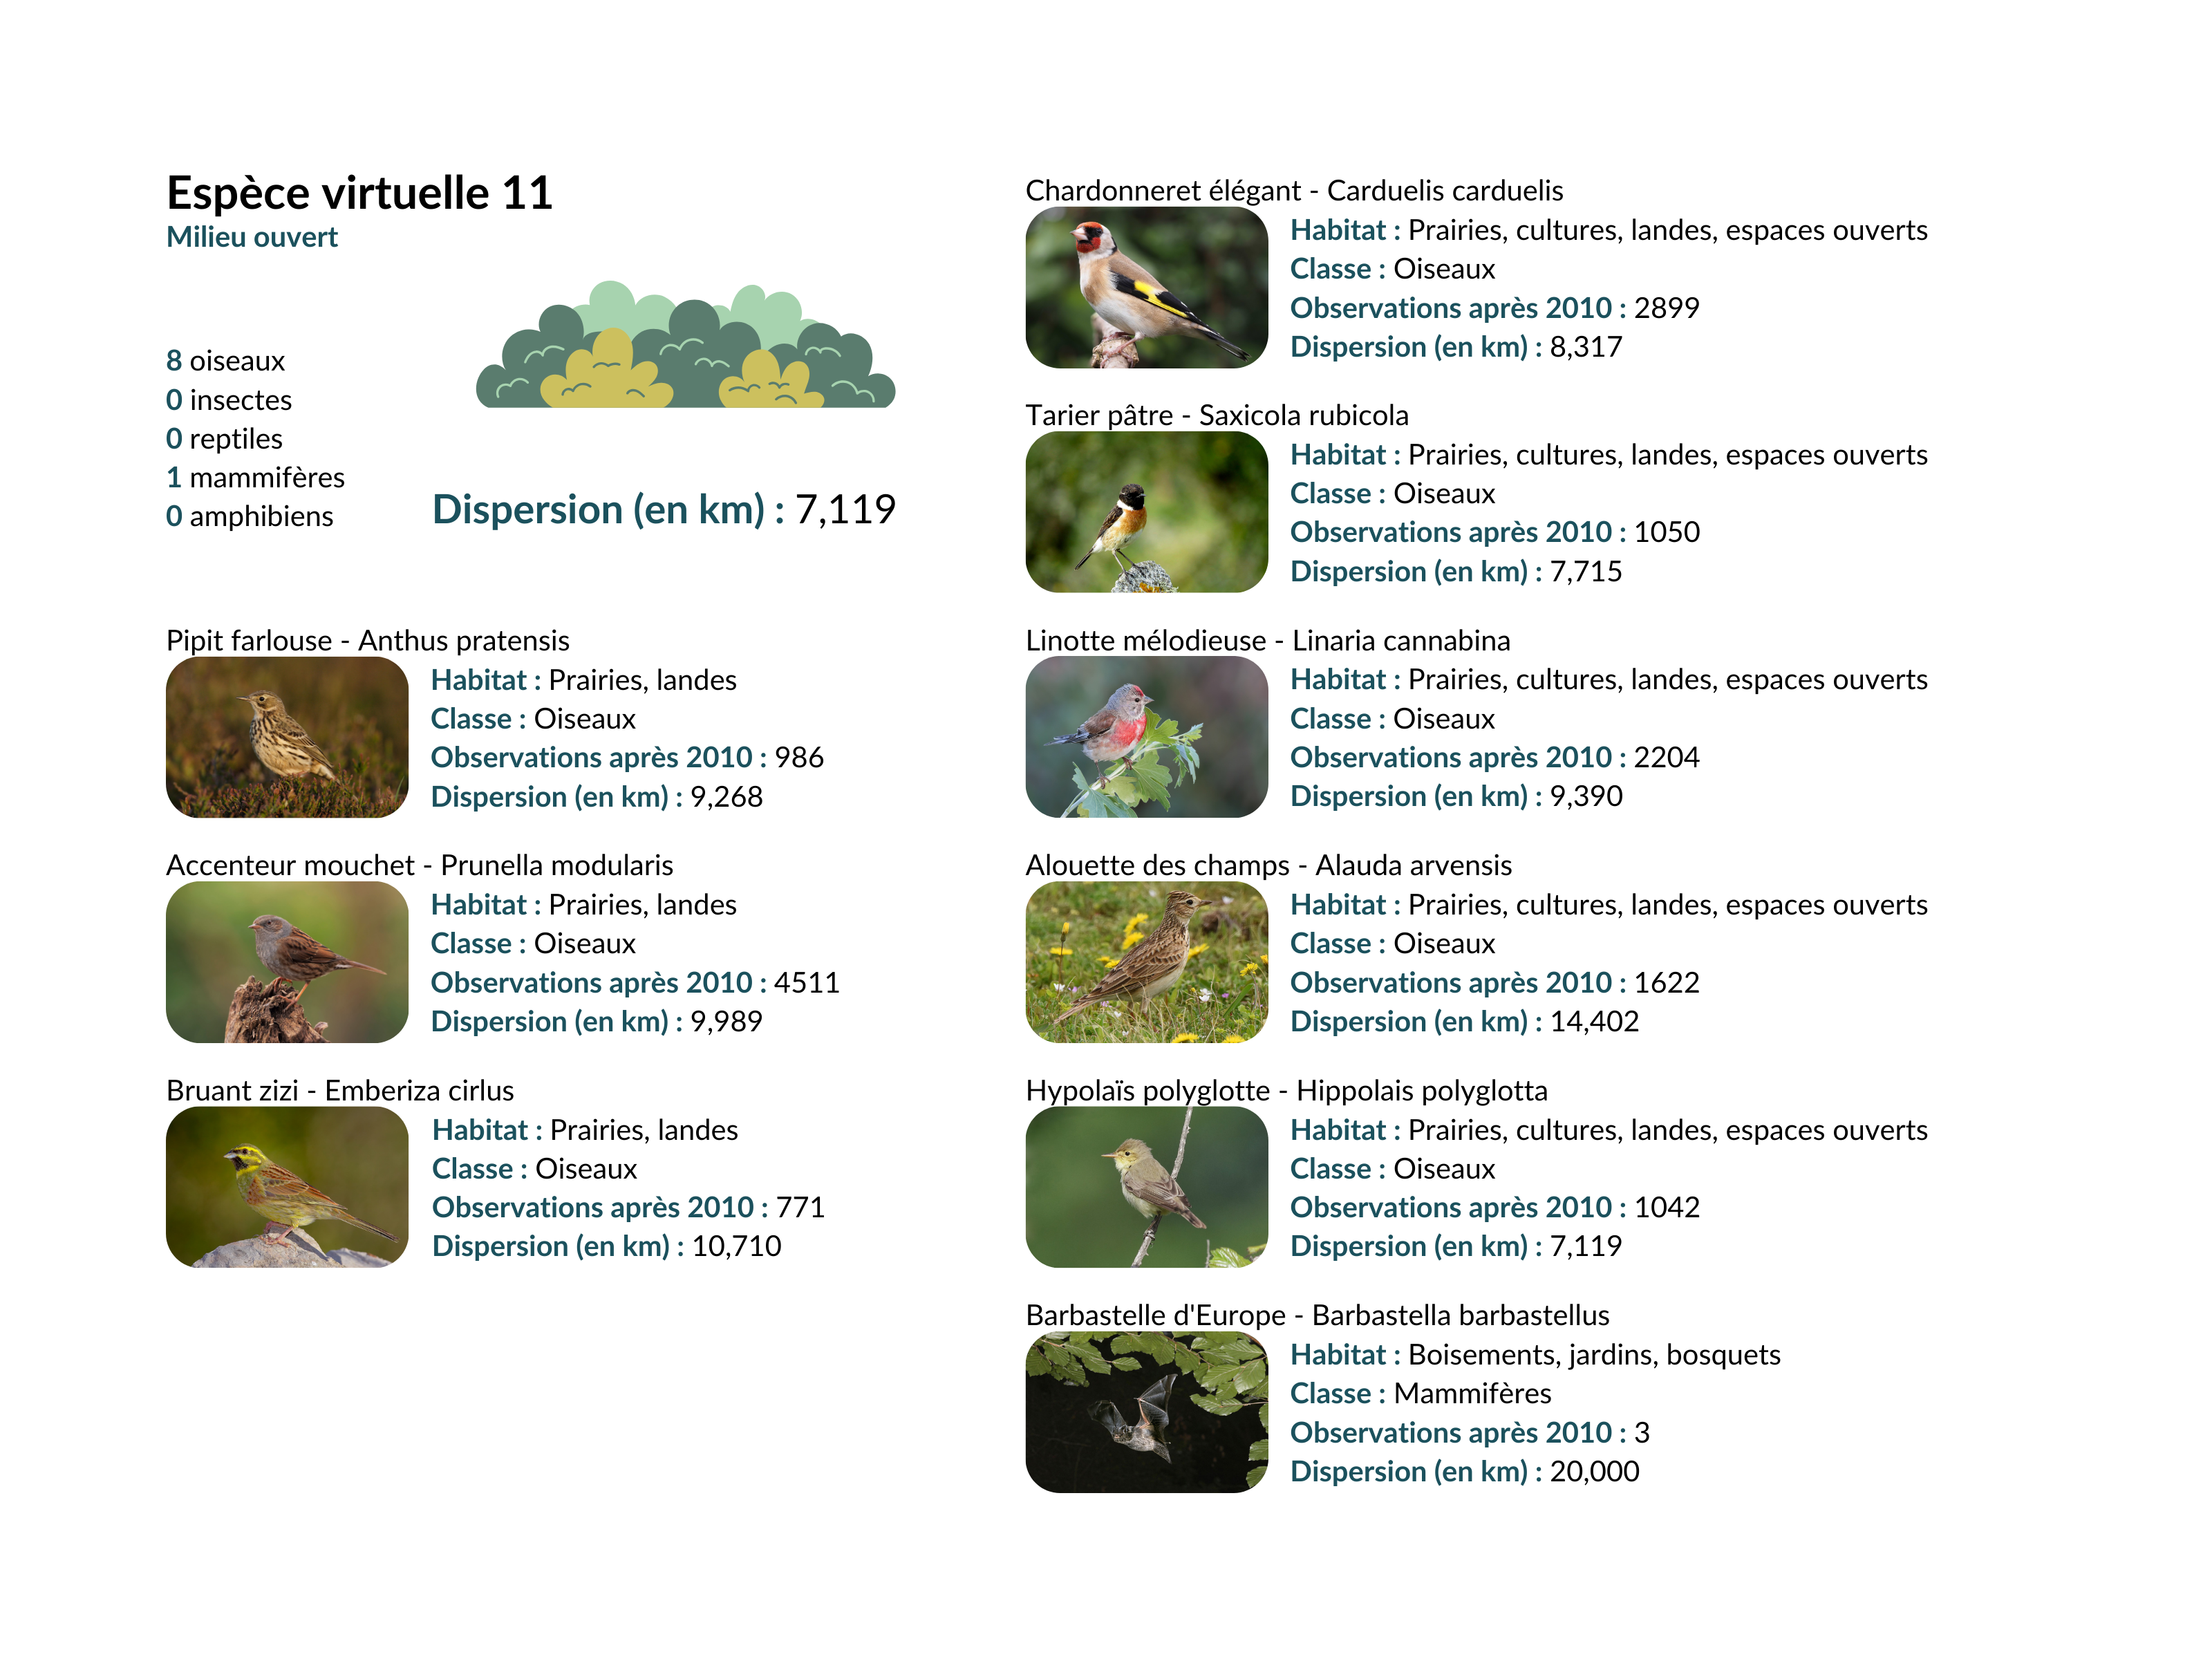 Espèce virtuelle 11
Milieu ouvert
8 oiseaux
0 insectes
0 reptiles
1 mammifères
0 amphibiens
Dispersion (en km) : 7,119
Pipit farlouse - Anthus pratensis
Habitat : Prairies, landes
Classe : Oiseaux
Observations après 2010 : 986
Dispersion (en km) : 9,268
Accenteur mouchet - Prunella modularis
Habitat : Prairies, landes
Classe : Oiseaux
Observations après 2010 : 4511
Dispersion (en km) : 9,989
Bruant zizi - Emberiza cirlus
Habitat : Prairies, landes
Classe : Oiseaux
Observations après 2010 : 771
Dispersion (en km) : 10,710
Chardonneret élégant - Carduelis carduelis
Habitat : Prairies, cultures, landes, espaces ouverts
Classe : Oiseaux
Observations après 2010 : 2899
Dispersion (en km) : 8,317
Tarier pâtre - Saxicola rubicola
Habitat : Prairies, cultures, landes, espaces ouverts
Classe : Oiseaux
Observations après 2010 : 1050
Dispersion (en km) : 7,715
Linotte mélodieuse - Linaria cannabina
Habitat : Prairies, cultures, landes, espaces ouverts
Classe : Oiseaux
Observations après 2010 : 2204
Dispersion (en km) : 9,390
Alouette des champs - Alauda arvensis
Habitat : Prairies, cultures, landes, espaces ouverts
Classe : Oiseaux
Observations après 2010 : 1622
Dispersion (en km) : 14,402
Hypolaïs polyglotte - Hippolais polyglotta
Habitat : Prairies, cultures, landes, espaces ouverts
Classe : Oiseaux
Observations après 2010 : 1042
Dispersion (en km) : 7,119
Barbastelle d'Europe - Barbastella barbastellus
Habitat : Boisements, jardins, bosquets
Classe : Mammifères
Observations après 2010 : 3
Dispersion (en km) : 20,000